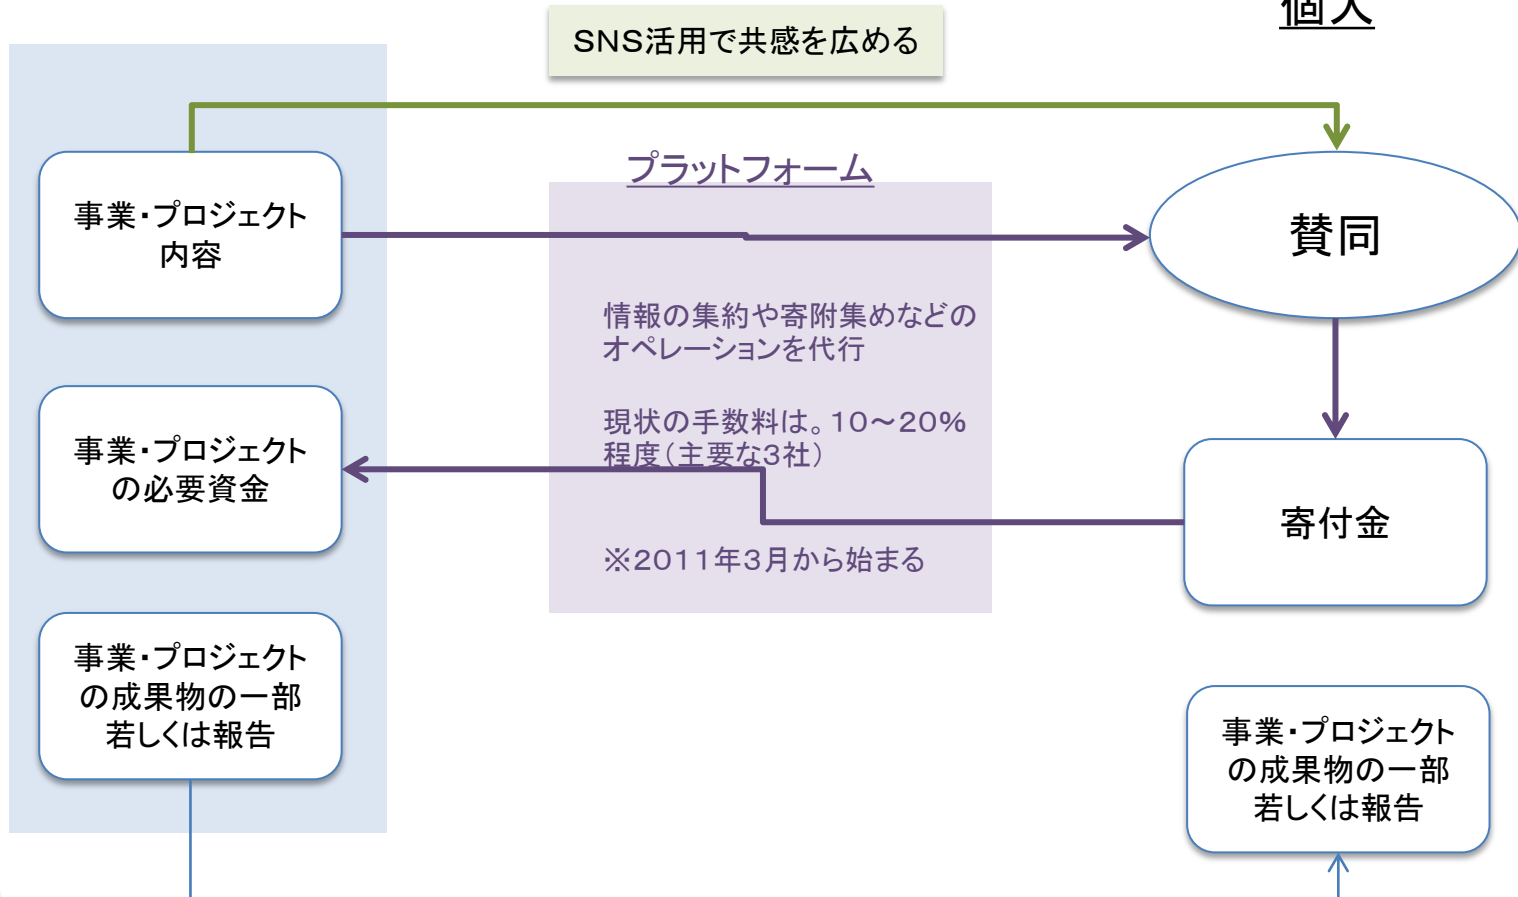 個人
SNS活用で共感を広める
プラットフォーム
事業・プロジェクト
内容
賛同
情報の集約や寄附集めなどの
オペレーションを代行
現状の手数料は。10～20%
程度（主要な3社）
事業・プロジェクト
の必要資金
寄付金
※2011年3月から始まる
事業・プロジェクト
の成果物の一部
若しくは報告
事業・プロジェクト
の成果物の一部
若しくは報告